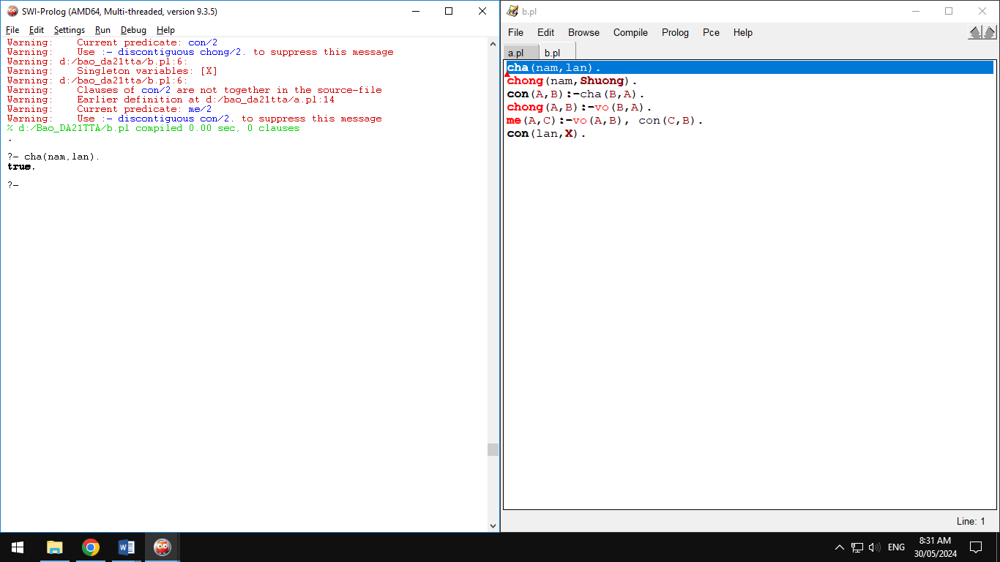 SWI-Prolog (AMD64, Multi-threaded, version 9.3.5)
File Edit Settings Run Debug Help
Warning:    Current predicate: con/2
Warning:    Use :- discontiguous chong/2. to suppress this message
Warning: d:/bao_da21tta/b.pl:6:
Warning:    Singleton variables: [X]
Warning: d:/bao_da21tta/b.pl:6:
Warning:    Clauses of con/2 are not together in the source-file
Warning:    Earlier definition at d:/bao_da21tta/a.pl:14
Warning:    Current predicate: me/2
Warning:    Use :- discontiguous con/2. to suppress this message
% d:/Bao_DA21TTA/b.pl compiled 0.00 sec, 0 clauses
.
?- cha(nam,lan).
true.
?-
b.pl
File Edit Browse Compile Prolog Pce Help
a.pl b.pl
cha(nam,lan).
chong(nam,Shuong).
con(A,B):-cha(B,A).
chong(A,B):-vo(B,A).
me(A,C):-vo(A,B), con(C,B).
con(lan,X).
Line: 1
ENG
8:31 AM
30/05/2024